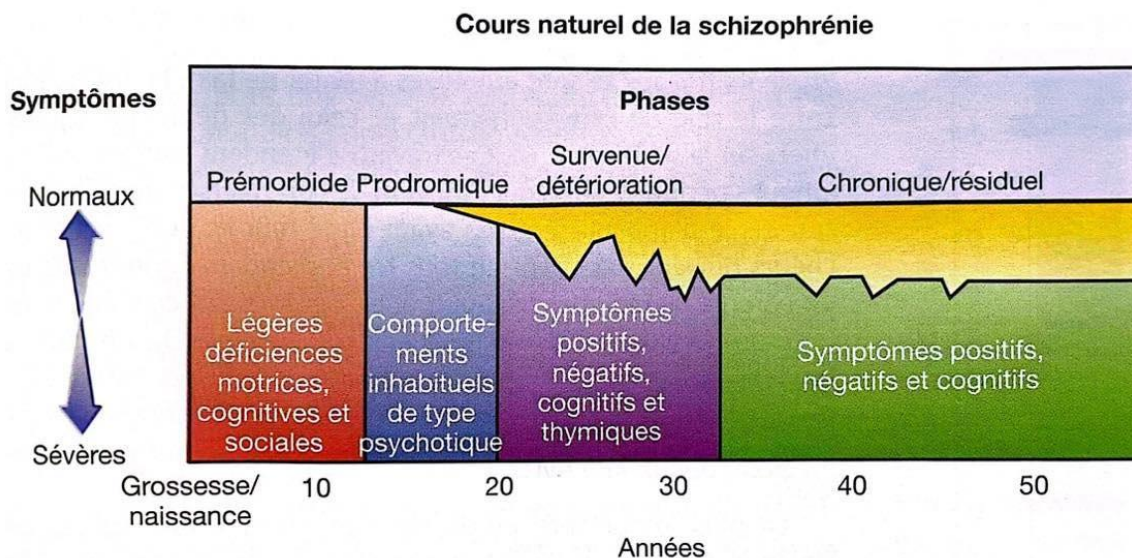 Cours naturel de la schizophrénie
Symptômes
Phases
Normaux
Sévères
Prémorbide
Prodromique
Survenue/
détérioration
Chronique/résiduel
Légères
déficiences
motrices,
cognitives et
sociales
Comporte-
ments
inhabituels
de type
psychotique
Symptômes
positifs,
négatifs,
cognitifs et
thymiques
Symptômes positifs,
négatifs et cognitifs
Grossesse/
naissance
10
20
30
40
50
Années